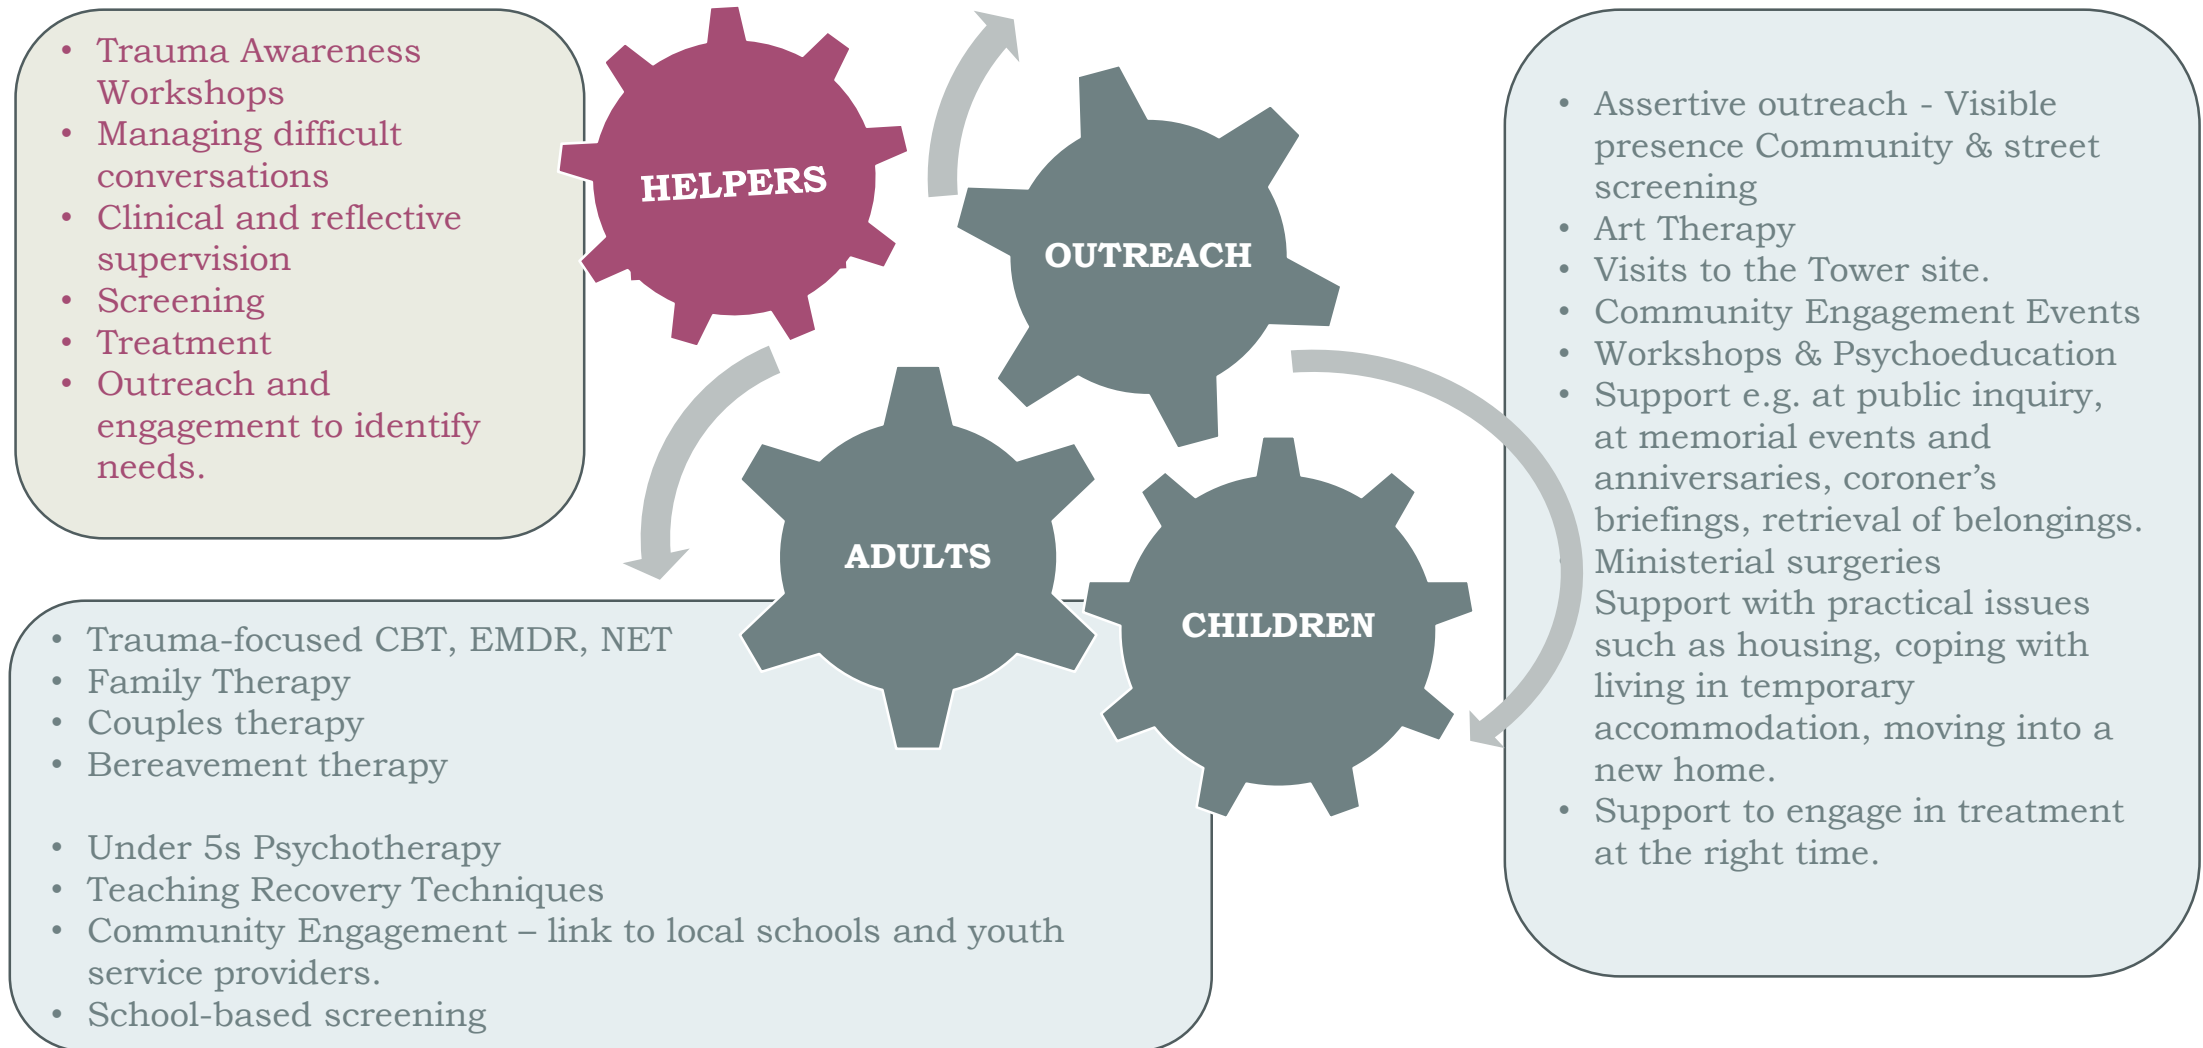 • Trauma Awareness
Workshops
• Managing difficult
conversations
• Clinical and reflective
supervision
• Screening
• Treatment
• Outreach and
engagement to identify
needs.
HELPERS
OUTREACH
ADULTS
CHILDREN
• Assertive outreach - Visible
presence Community & street
screening
• Art Therapy
• Visits to the Tower site.
• Community Engagement Events
• Workshops & Psychoeducation
• Support e.g. at public inquiry,
at memorial events and
anniversaries, coroner’s
briefings, retrieval of belongings.
• Ministerial surgeries
Support with practical issues
such as housing, coping with
living in temporary
accommodation, moving into a
new home.
• Support to engage in treatment
at the right time.
• Trauma-focused CBT, EMDR, NET
• Family Therapy
• Couples therapy
• Bereavement therapy
• Under 5s Psychotherapy
• Teaching Recovery Techniques
• Community Engagement – link to local schools and youth
service providers.
• School-based screening